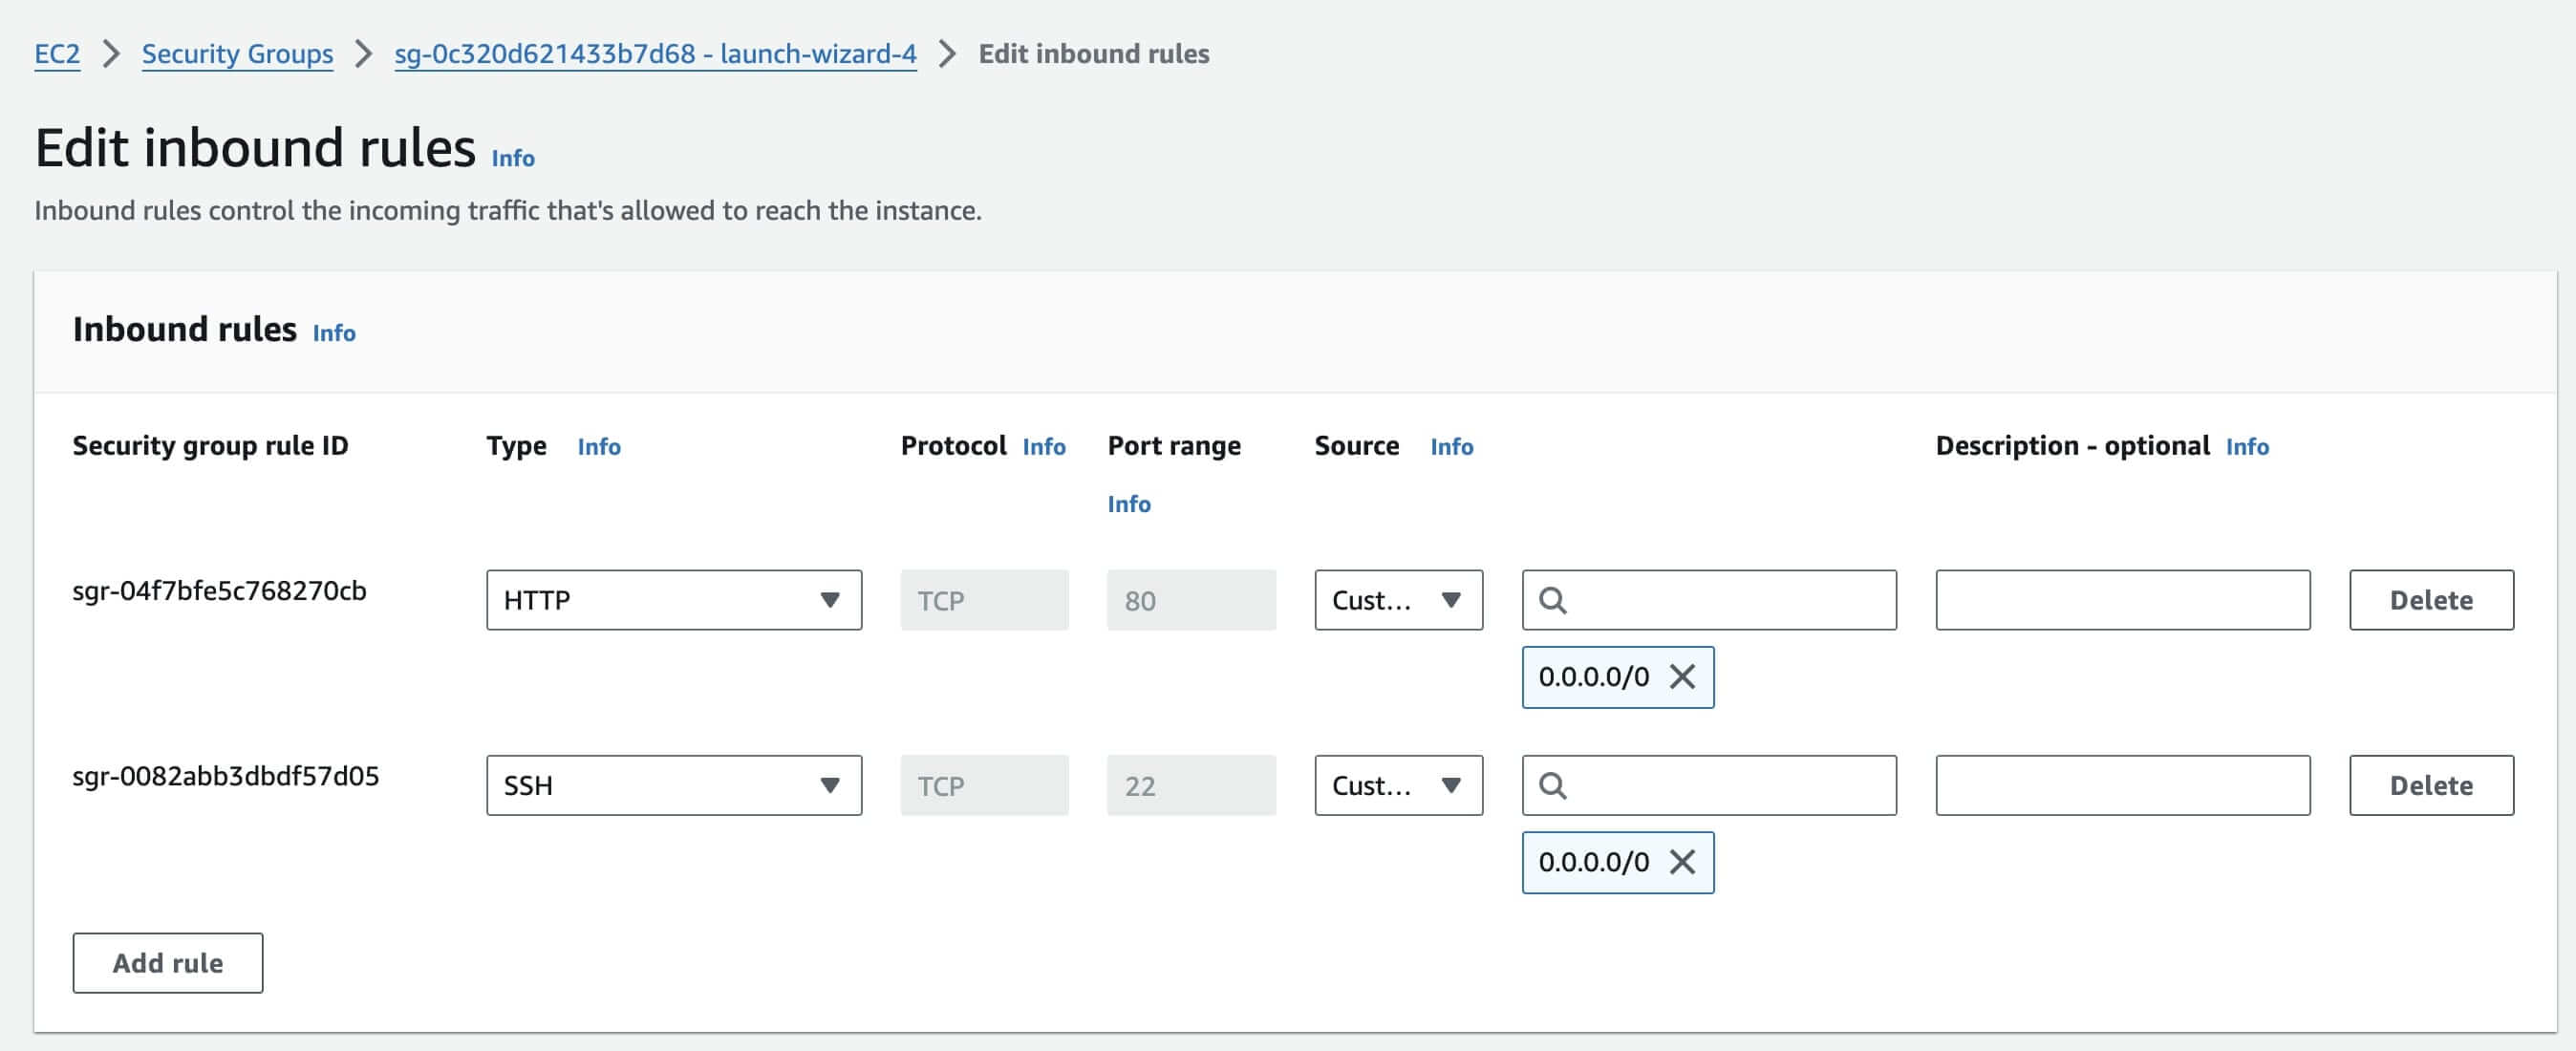 EC2 > Security Groups > sg-0c320d621433b7d68 - launch-wizard-4 > Edit inbound rules
Edit inbound rules Info
Inbound rules control the incoming traffic that's allowed to reach the instance.
Inbound rules Info
Security group rule ID Type Info Protocol Info Port range Source Info Description - optional Info
Info
sgr-04f7bfe5c768270cb HTTP TCP 80 Cust... Delete
0.0.0.0/0
sgr-0082abb3dbdf57d05 SSH TCP 22 Cust... Delete
0.0.0.0/0
Add rule